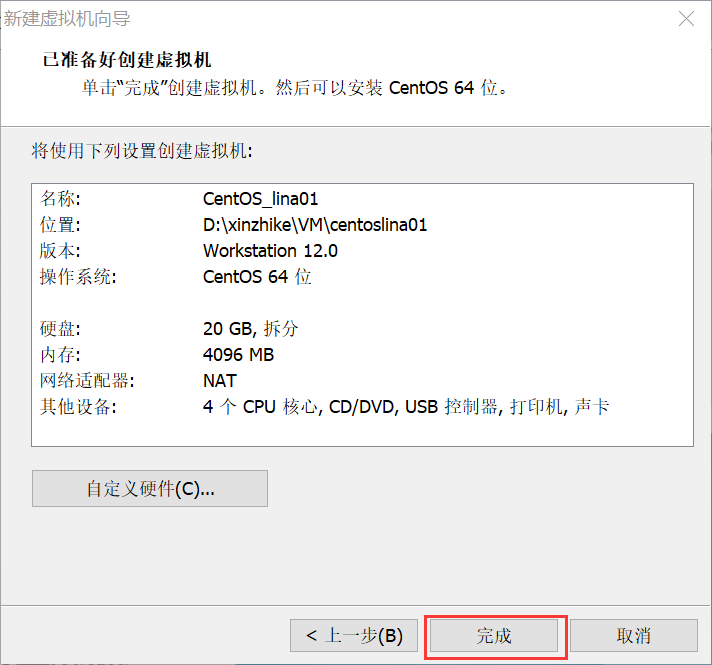 新建虚拟机向导
已准备好创建虚拟机
单击“完成”创建虚拟机。然后可以安装 CentOS 64 位。
将使用下列设置创建虚拟机:
名称: CentOS_lina01
位置: D:\xinzhike\VM\centoslina01
版本: Workstation 12.0
操作系统: CentOS 64 位
硬盘: 20 GB, 拆分
内存: 4096 MB
网络适配器: NAT
其他设备: 4 个 CPU 核心, CD/DVD, USB 控制器, 打印机, 声卡
自定义硬件(C)...
< 上一步(B) 完成 取消